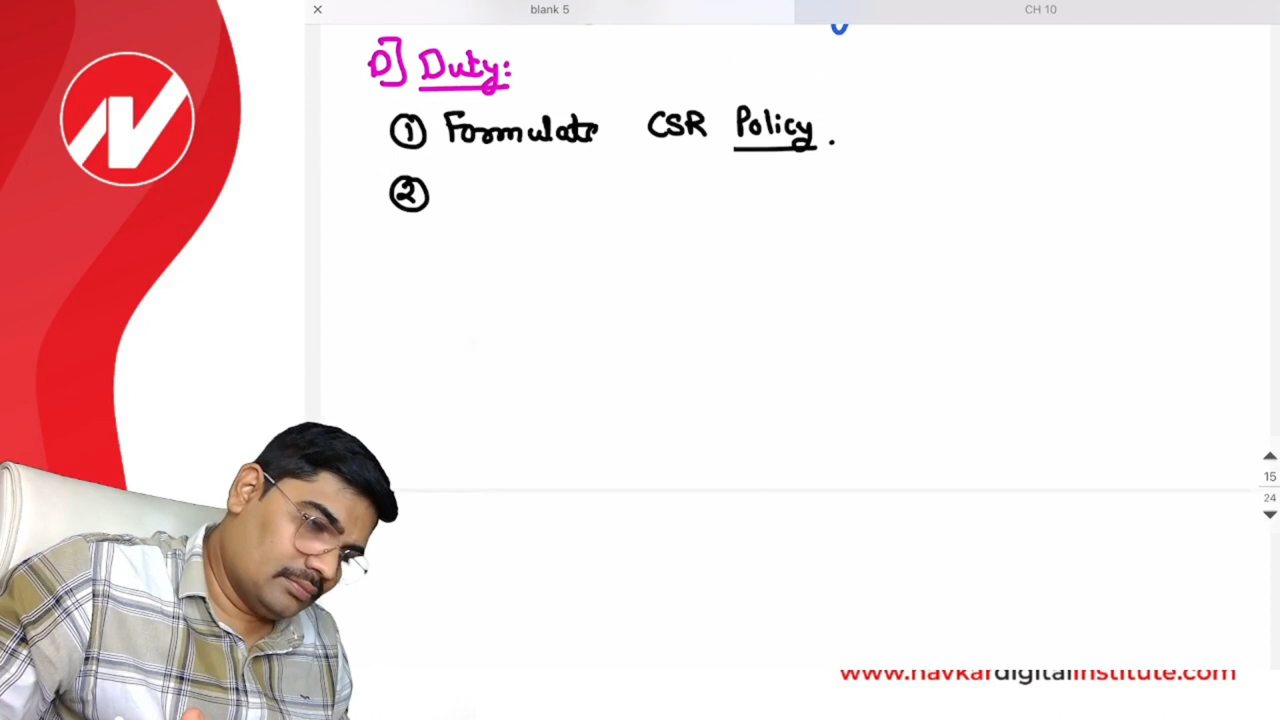 blank 5
CH 10
D] Duty:
① Formulate CSR Policy.
②
15
24
www.navkardigitalinstitute.com